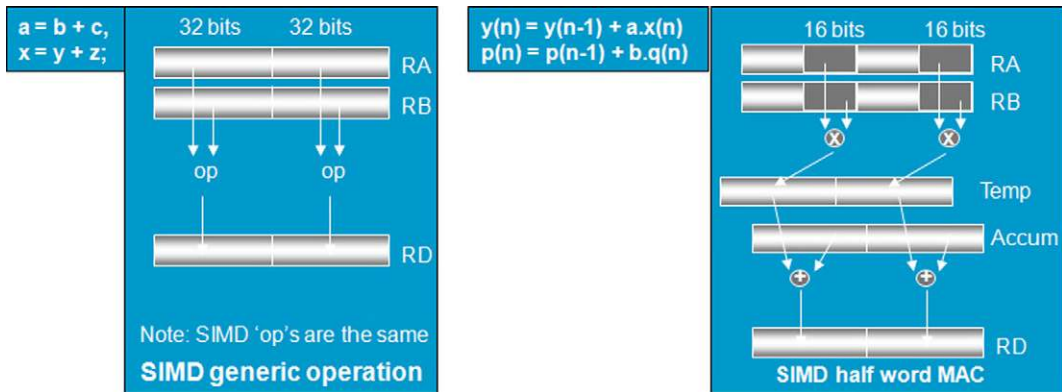 a = b + c,
x = y + z;
32 bits 32 bits
RA
RB
op op
RD
Note: SIMD ‘op’s are the same
SIMD generic operation
y(n) = y(n-1) + a.x(n)
p(n) = p(n-1) + b.q(n)
16 bits 16 bits
RA
RB
x x
Temp
Accum
+ +
RD
SIMD half word MAC